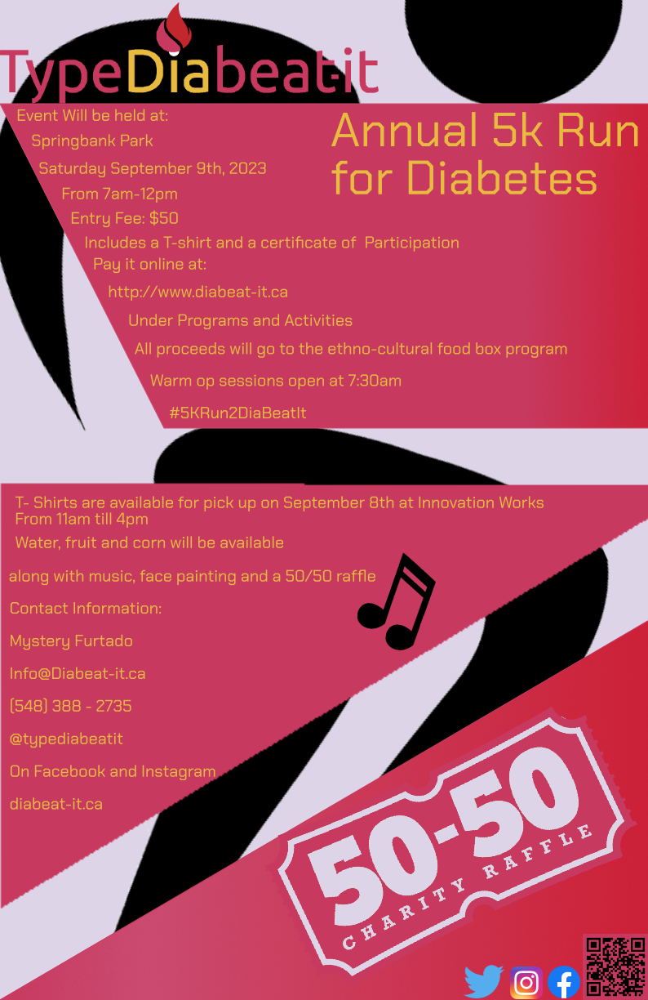 TypeDiabeat-it
Annual 5k Run
for Diabetes
Event Will be held at:
Springbank Park
Saturday September 9th, 2023
From 7am-12pm
Entry Fee: $50
Includes a T-shirt and a certificate of Participation
Pay it online at:
http://www.diabeat-it.ca
Under Programs and Activities
All proceeds will go to the ethno-cultural food box program
Warm op sessions open at 7:30am
#5KRun2DiaBeatIt
T- Shirts are available for pick up on September 8th at Innovation Works
From 11am till 4pm
Water, fruit and corn will be available
along with music, face painting and a 50/50 raffle
Contact Information:
Mystery Furtado
Info@Diabeat-it.ca
(548) 388 - 2735
@typediabeatit
On Facebook and Instagram
diabeat-it.ca
50-50
CHARITY RAFFLE